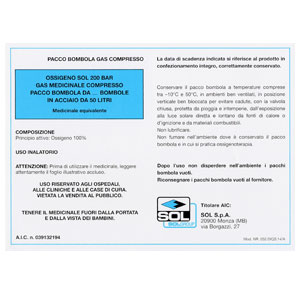 PACCO BOMBOLA GAS COMPRESSO
OSSIGENO SOL 200 BAR
GAS MEDICINALE COMPRESSO
PACCO BOMBOLA DA ... BOMBOLE
IN ACCIAIO DA 50 LITRI
Medicinale equivalente
COMPOSIZIONE
Principio attivo: Ossigeno 100%
USO INALATORIO
ATTENZIONE: Prima di utilizzare il medicinale, leggere
attentamente il foglio illustrativo accluso.
USO RISERVATO AGLI OSPEDALI,
ALLE CLINICHE E ALLE CASE DI CURA.
VIETATA LA VENDITA AL PUBBLICO.
TENERE IL MEDICINALE FUORI DALLA PORTATA
E DALLA VISTA DEI BAMBINI.
A.I.C. n. 039132194
La data di scadenza indicata si riferisce al prodotto in
confezionamento integro, correttamente conservato.
Conservare il pacco bombola a temperature comprese
fra -10°C e 50°C, in ambienti ben ventilati, in posizione
verticale ben bloccata per evitare cadute, con la valvola
chiusa, protetta da pioggia e intemperie, dall'esposizione
alla luce solare diretta e lontano da fonti di calore o
d'ignizione e da materiali combustibili.
Non lubrificare.
Non fumare nell'ambiente dove è conservato il pacco
bombola e in cui si pratica ossigenoterapia.
Dopo l'uso non disperdere nell'ambiente i pacchi
bombola vuoti.
Riconsegnare i pacchi bombola vuoti al fornitore.
SOL
Titolare AIC:
SOL S.p.A.
20900 Monza (MB)
via Borgazzi, 27